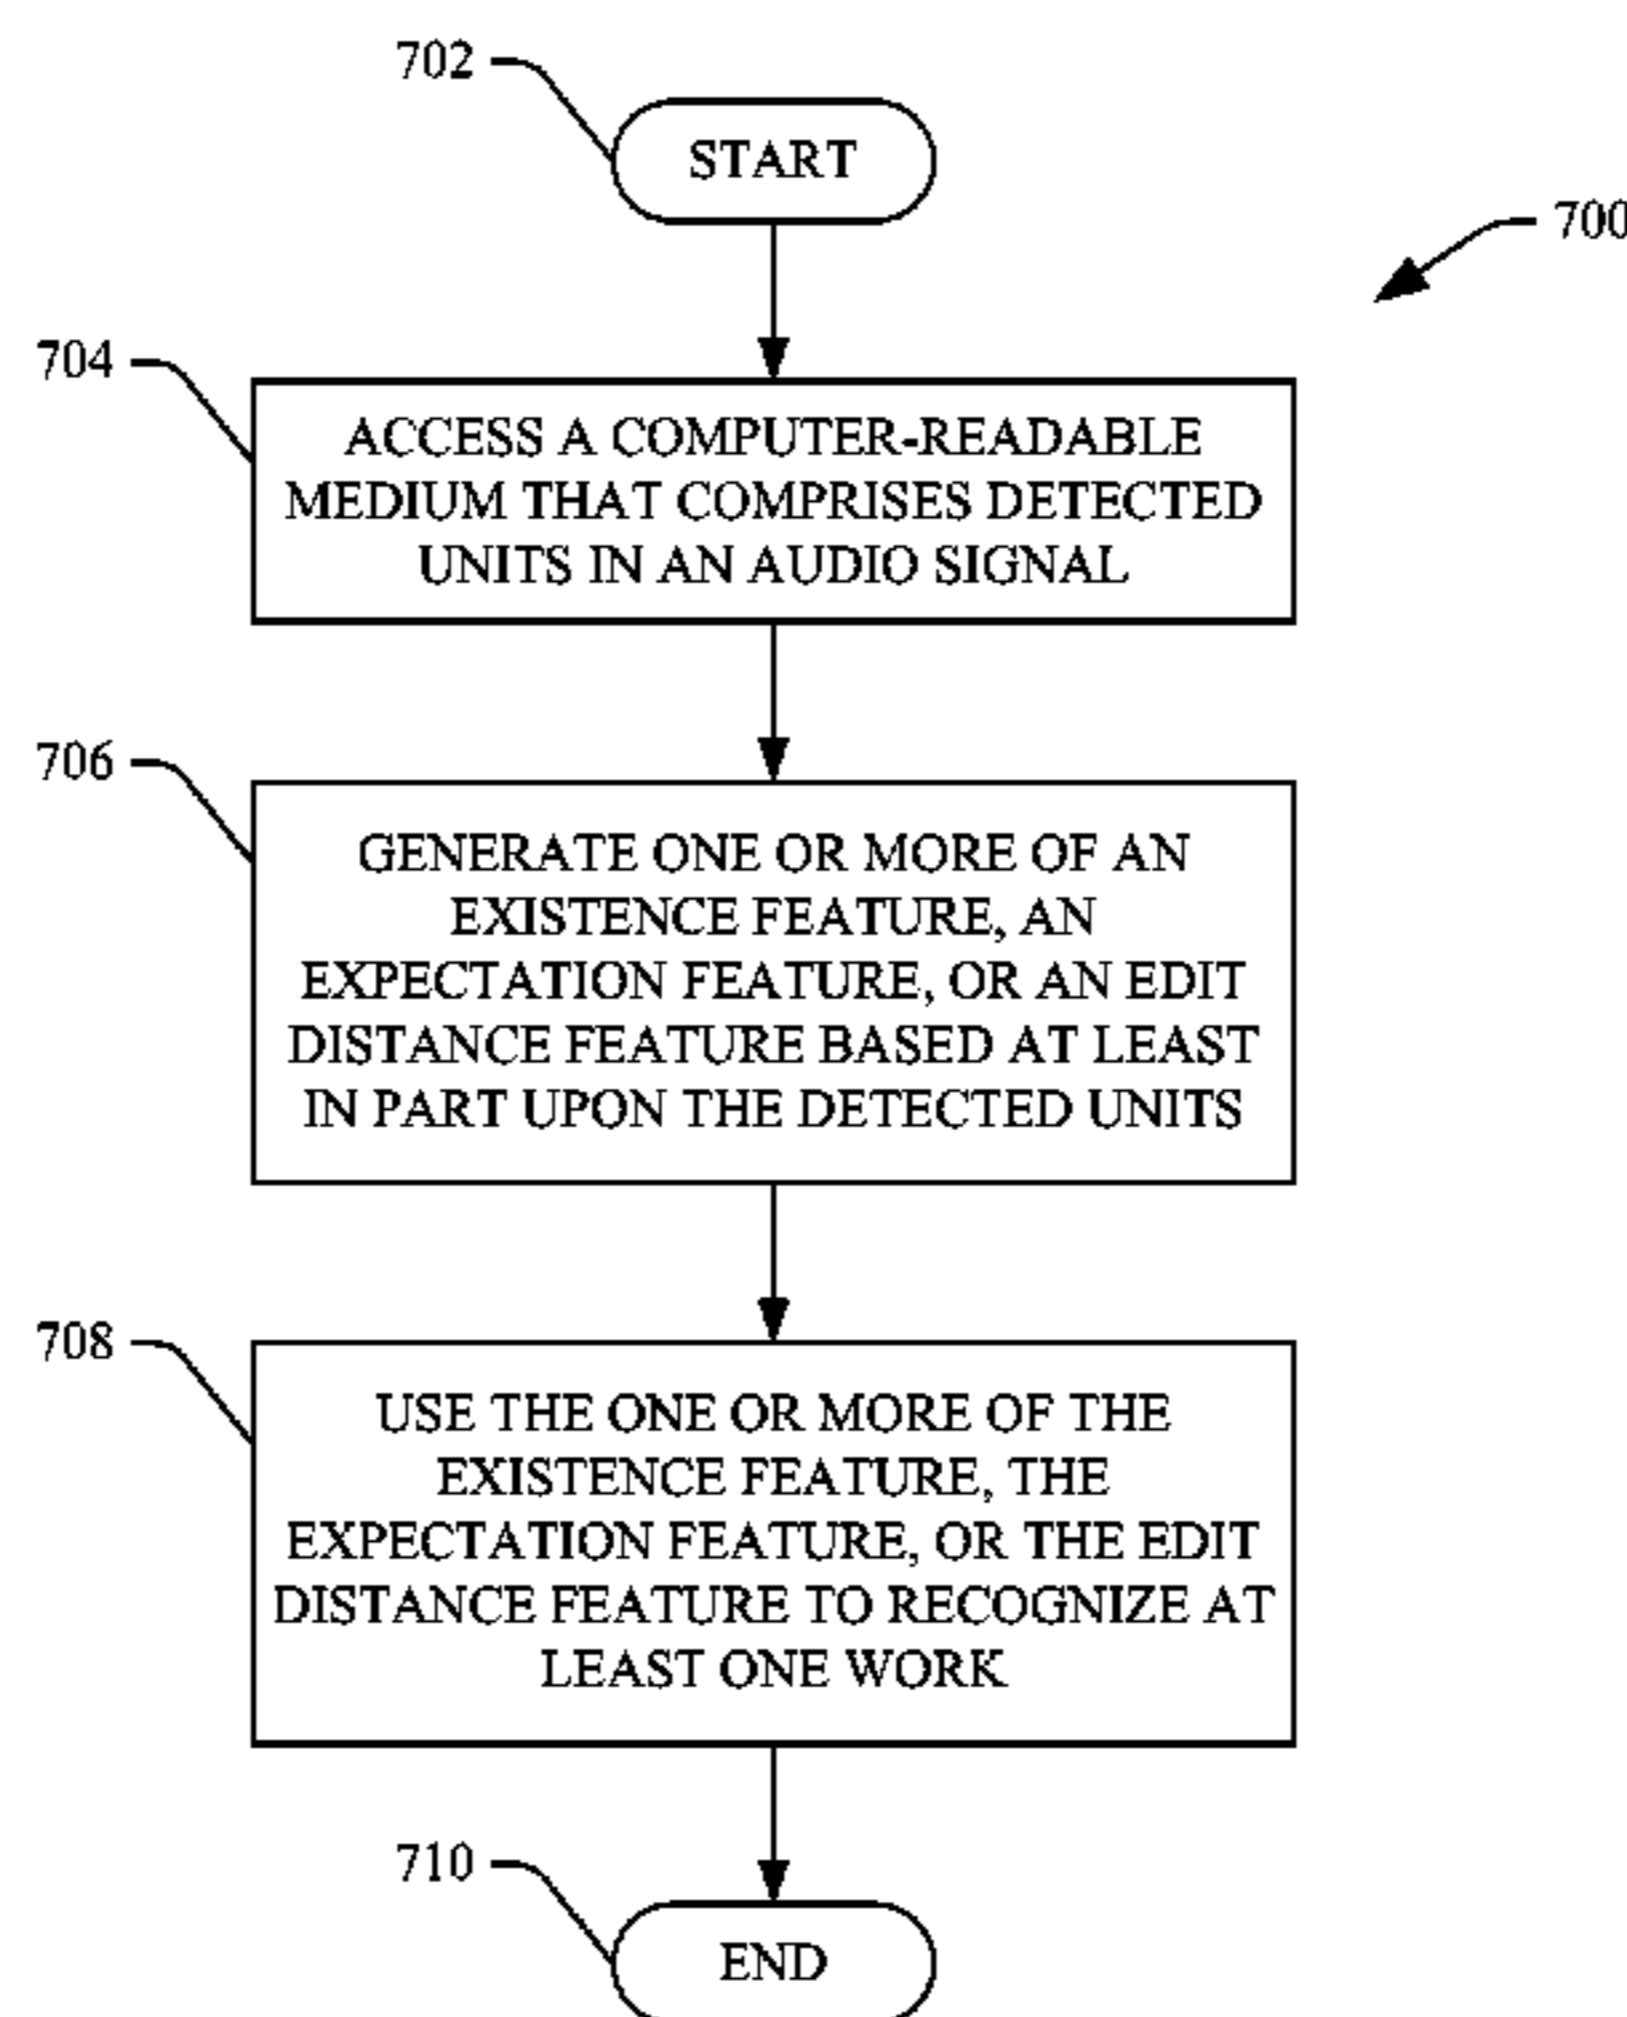 702
START
700
704
ACCESS A COMPUTER-READABLE
MEDIUM THAT COMPRISES DETECTED
UNITS IN AN AUDIO SIGNAL
706
GENERATE ONE OR MORE OF AN
EXISTENCE FEATURE, AN
EXPECTATION FEATURE, OR AN EDIT
DISTANCE FEATURE BASED AT LEAST
IN PART UPON THE DETECTED UNITS
708
USE THE ONE OR MORE OF THE
EXISTENCE FEATURE, THE
EXPECTATION FEATURE, OR THE EDIT
DISTANCE FEATURE TO RECOGNIZE AT
LEAST ONE WORK
710
END